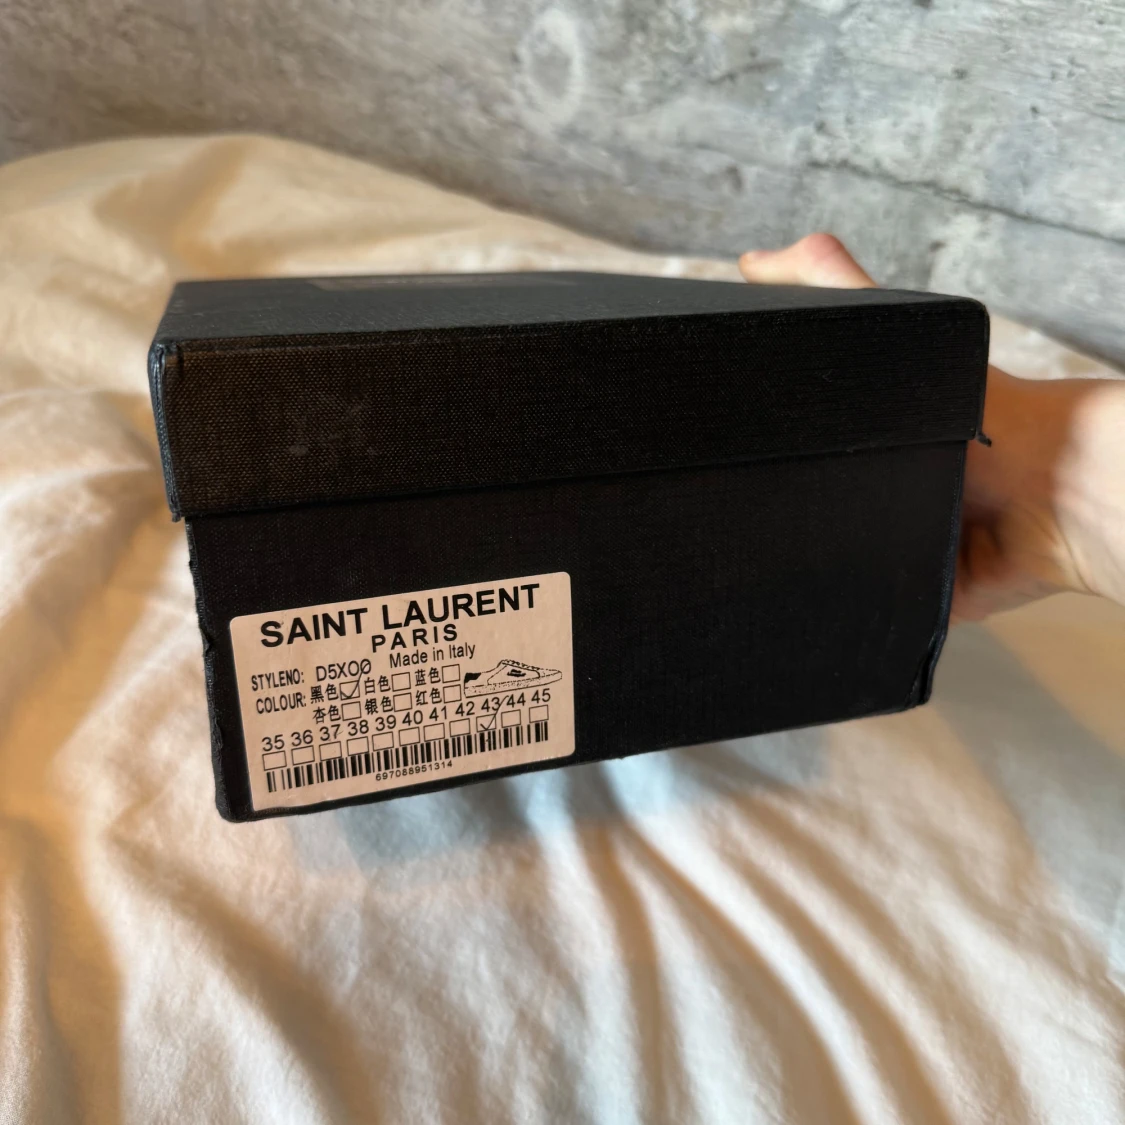 SAINT LAURENT
PARIS
Made in Italy
STYLENO: D5XO0
COLOUR: 黑色 白色 蓝色
杏色 银色 红色
35 36 37 38 39 40 41 42 43 44 45
697088951314